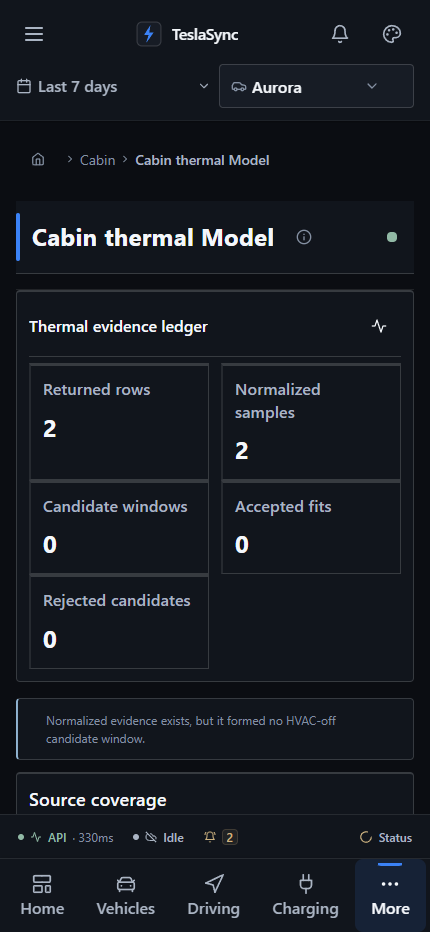 TeslaSync
Last 7 days
Aurora
Cabin
Cabin thermal Model
Cabin thermal Model
Thermal evidence ledger
Returned rows
2
Normalized
samples
2
Candidate windows
0
Accepted fits
0
Rejected candidates
0
Normalized evidence exists, but it formed no HVAC-off
candidate window.
Source coverage
API · 330ms
Idle
2
Status
Home
Vehicles
Driving
Charging
More